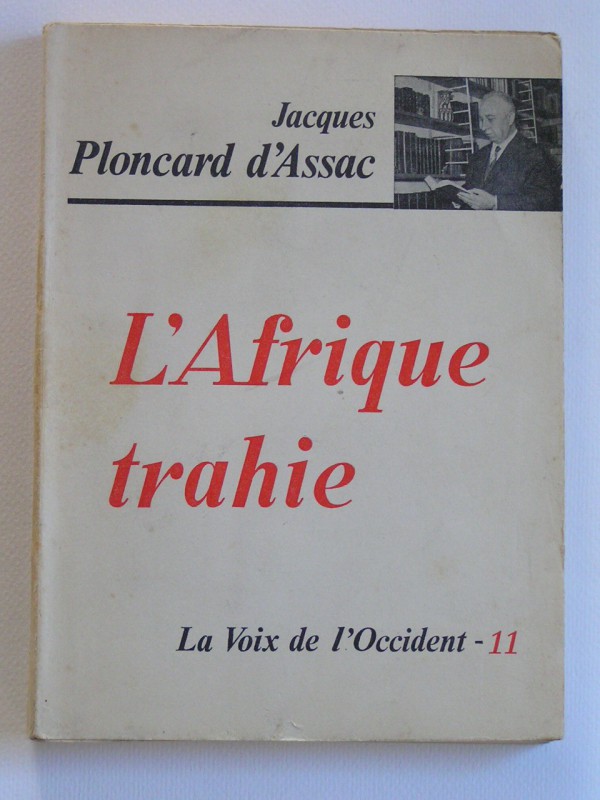 Jacques
Ploncard d'Assac
L'Afrique
trahie
La Voix de l'Occident - 11